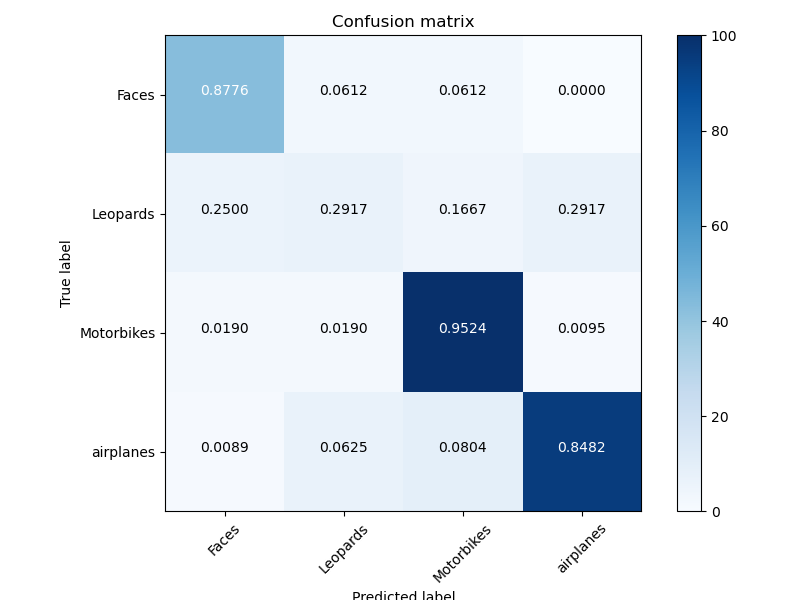 Confusion matrix
Faces 0.8776 0.0612 0.0612 0.0000
Leopards 0.2500 0.2917 0.1667 0.2917
Motorbikes 0.0190 0.0190 0.9524 0.0095
airplanes 0.0089 0.0625 0.0804 0.8482
True label
Faces Leopards Motorbikes airplanes
Predicted label
100
80
60
40
20
0